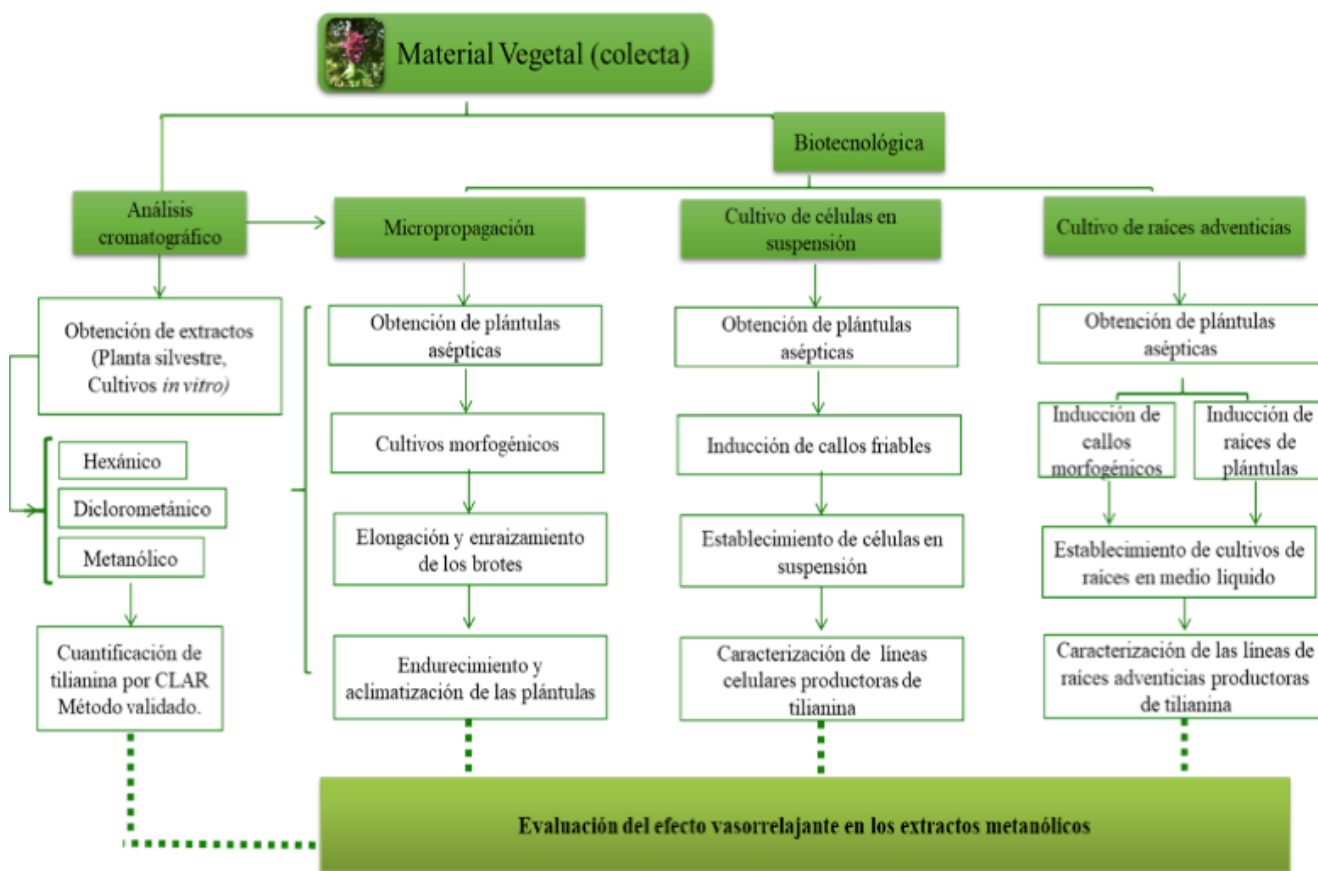 Material Vegetal (colecta)
Biotecnológica
Análisis
cromatográfico
Micropropagación
Cultivo de células en
suspensión
Cultivo de raíces adventicias
Obtención de extractos
(Planta silvestre,
Cultivos in vitro)
Hexánico
Diclorometánico
Metanólico
Cuantificación de
tilianina por CLAR
Método validado.
Obtención de plántulas
asépticas
Cultivos morfogénicos
Elongación y enraizamiento
de los brotes
Endurecimiento y
aclimatización de las plántulas
Obtención de plántulas
asépticas
Inducción de callos friables
Establecimiento de células en
suspensión
Caracterización de líneas
celulares productoras de
tilianina
Obtención de plántulas
asépticas
Inducción de
callos
morfogénicos
Inducción de
raíces de
plántulas
Establecimiento de cultivos de
raíces en medio liquido
Caracterización de las líneas de
raíces adventicias productoras
de tilianina
Evaluación del efecto vasorrelajante en los extractos metanólicos